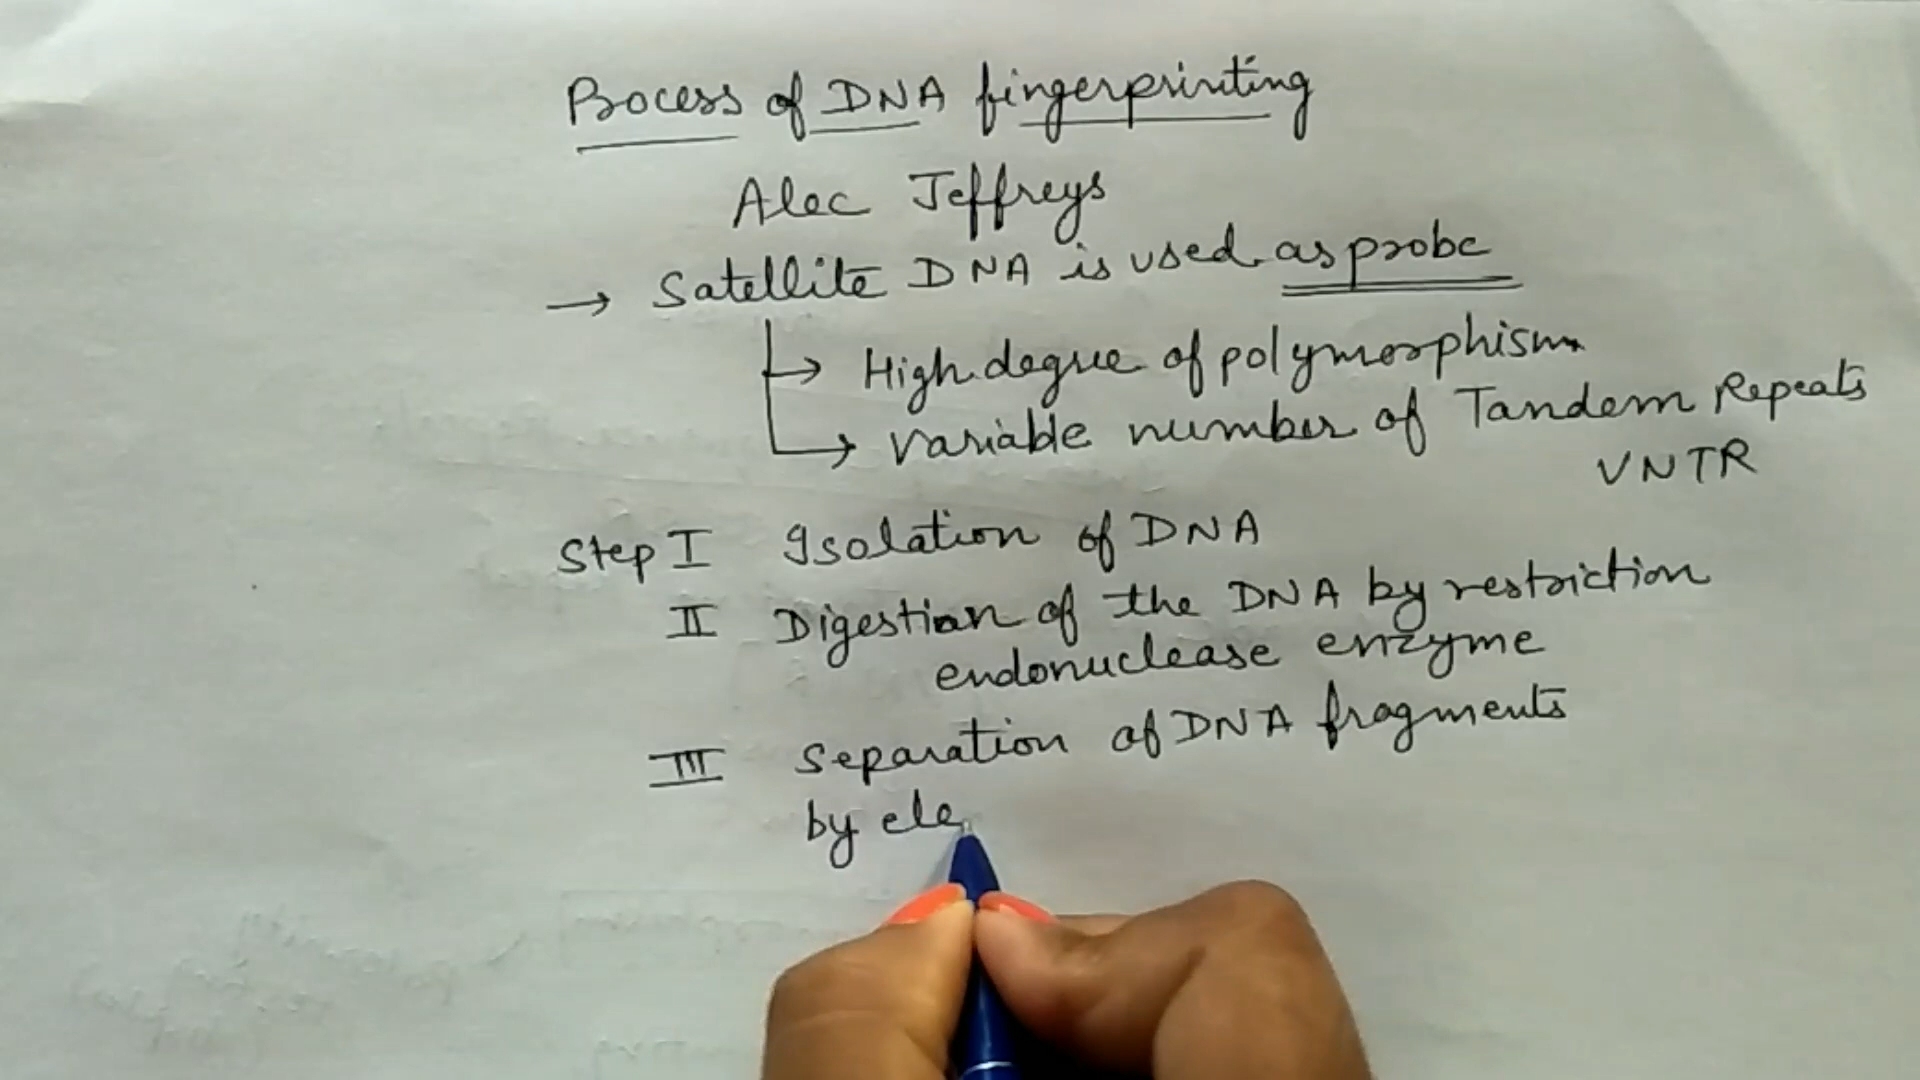 Process of DNA fingerprinting
Alec Jeffreys
→ Satellite DNA is used as probe
→ High degree of polymorphism
→ Variable number of Tandem Repeats
VNTR
Step I Isolation of DNA
II Digestion of the DNA by restriction
endonuclease enzyme
III Separation of DNA fragments
by ele